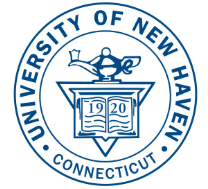 UNIVERSITY OF NEW HAVEN
1920
• CONNECTICUT •